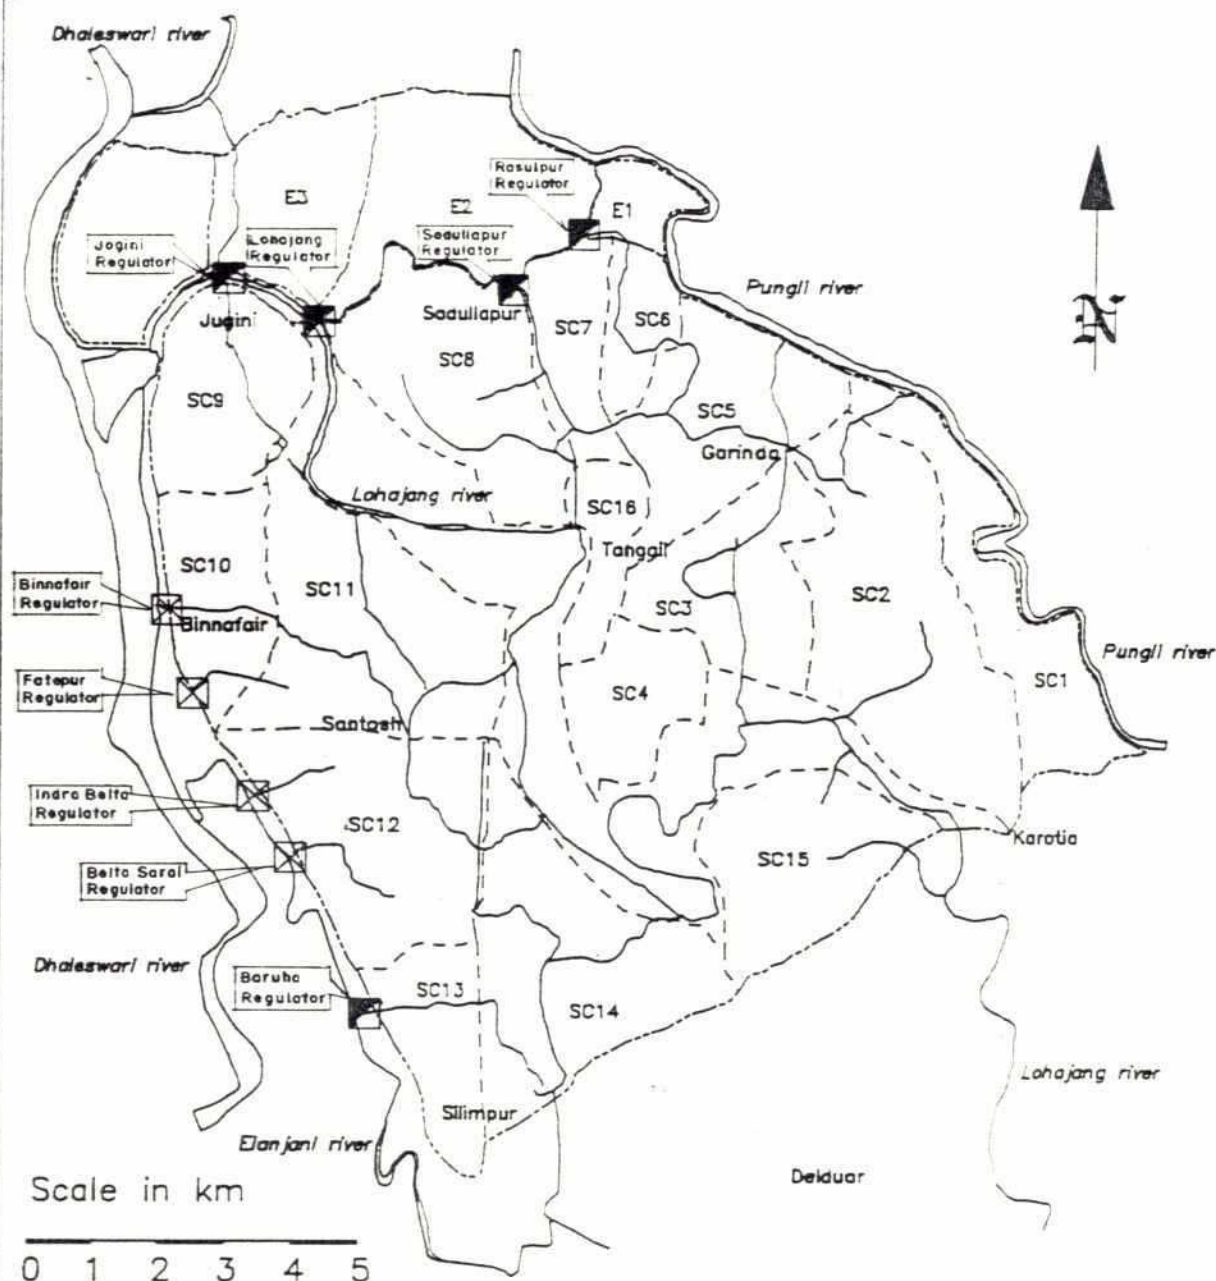 Dhaleswari river
Rasulpur
Regulator
E3
E2
E1
Jogini
Regulator
Lohajang
Regulator
Sadullapur
Regulator
Pungli river
N
Jugini
Sadullapur
SC7
SC6
SC8
SC9
SC5
Garinda
Lohajang river
SC16
Tangail
SC10
SC11
Binnafair
Regulator
SC3
SC2
Binnafair
Pungli river
Fatepur
Regulator
SC4
SC1
Santosh
Indra Belta
Regulator
SC12
Karotia
SC15
Belta Sarai
Regulator
Dhaleswari river
Baruha
Regulator
SC13
SC14
Lohajang river
Silimpur
Elanjani river
Delduar
Scale in km
0 1 2 3 4 5